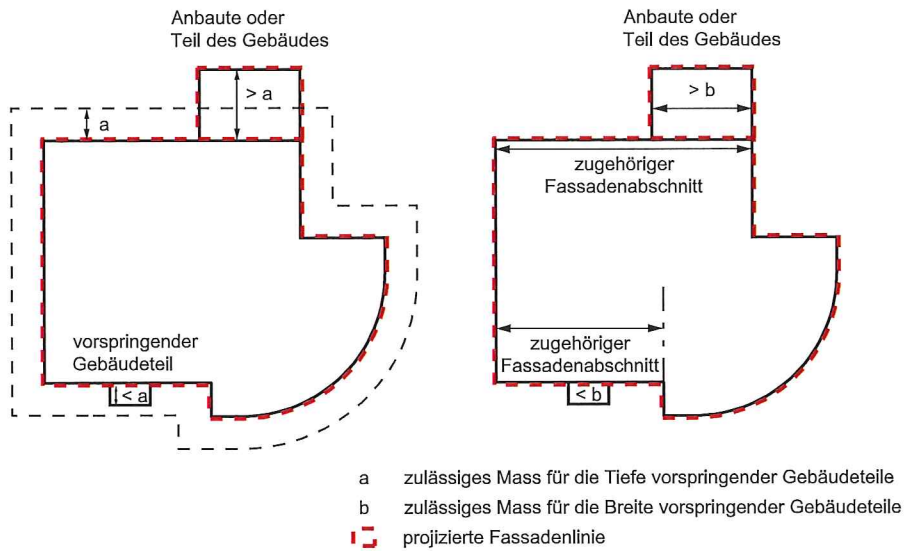 Anbaute oder
Teil des Gebäudes
> a
a
vorspringender
Gebäudeteil
< a
Anbaute oder
Teil des Gebäudes
> b
zugehöriger
Fassadenabschnitt
zugehöriger
Fassadenabschnitt
< b
a zulässiges Mass für die Tiefe vorspringender Gebäudeteile
b zulässiges Mass für die Breite vorspringender Gebäudeteile
projizierte Fassadenlinie